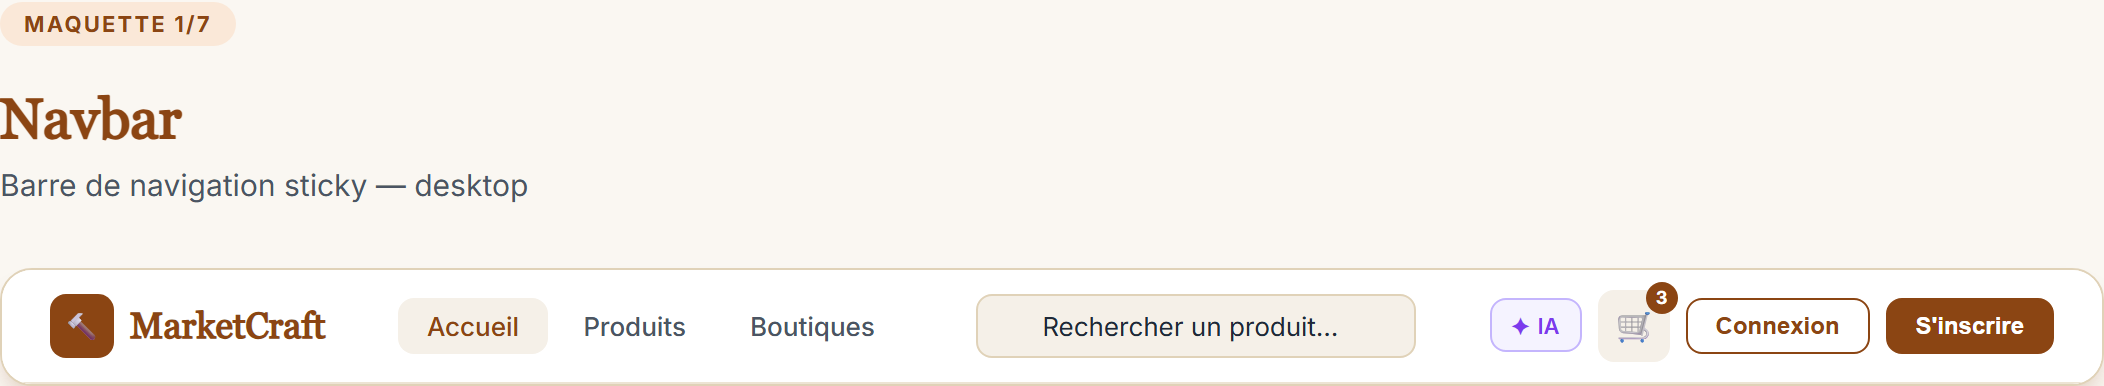 MAQUETTE 1/7
Navbar
Barre de navigation sticky — desktop
MarketCraft Accueil Produits Boutiques Rechercher un produit... ✦ IA 3 Connexion S'inscrire